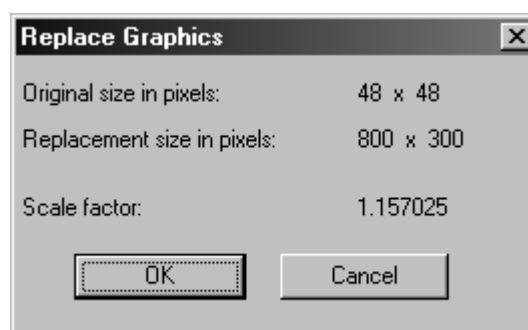 Replace Graphics
Original size in pixels: 48 x 48
Replacement size in pixels: 800 x 300
Scale factor: 1.157025
OK Cancel